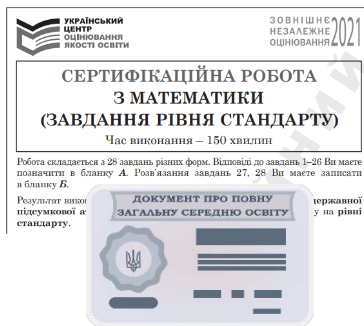 УКРАЇНСЬКИЙ
ЦЕНТР
ОЦІНЮВАННЯ
ЯКОСТІ ОСВІТИ
ЗОВНІШНЄ
НЕЗАЛЕЖНЕ
ОЦІНЮВАННЯ 2021
СЕРТИФІКАЦІЙНА РОБОТА
З МАТЕМАТИКИ
(ЗАВДАННЯ РІВНЯ СТАНДАРТУ)
Час виконання – 150 хвилин
Робота складається з 28 завдань різних форм. Відповіді до завдань 1–26 Ви маєте
позначити в бланку А. Розв'язання завдань 27, 28 Ви маєте записати
в бланку Б.
Результат
підсумкової
у на рівні
стандарту.
ДОКУМЕНТ ПРО ПОВНУ
ЗАГАЛЬНУ СЕРЕДНЮ ОСВІТУ